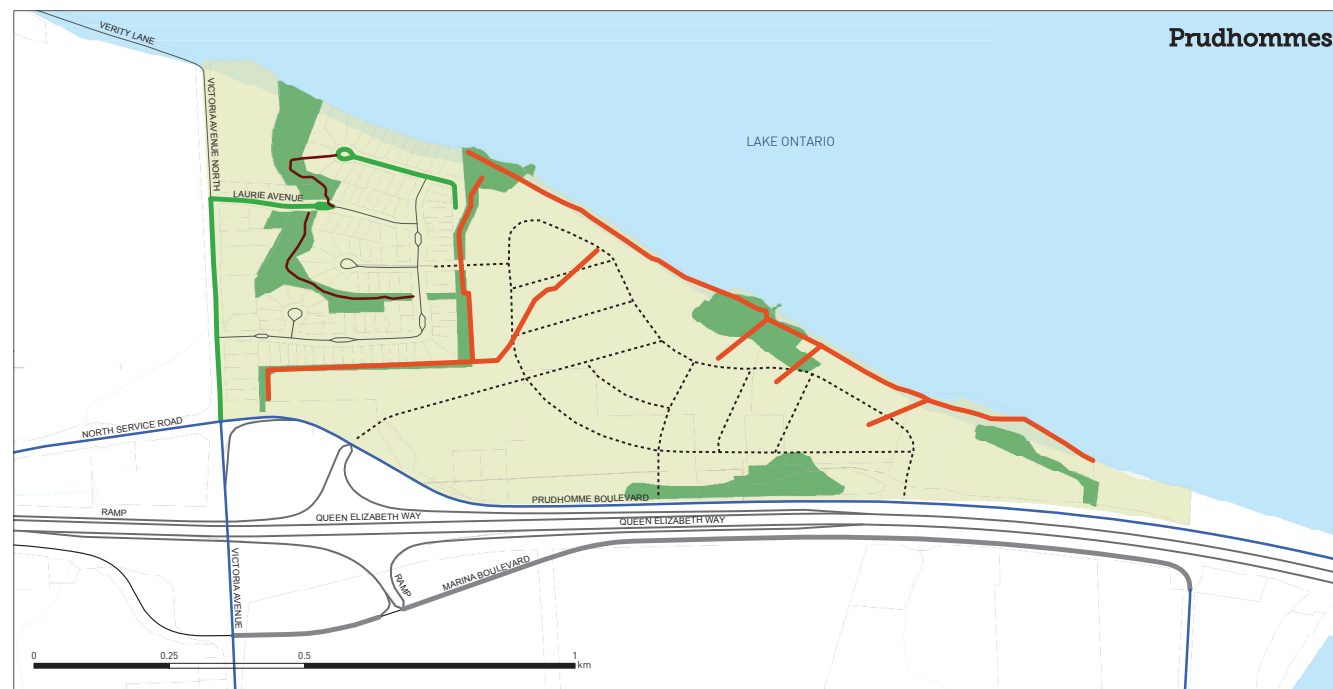 Prudhommes
VERITY LANE
VICTORIA AVENUE NORTH
LAKE ONTARIO
LAURIE AVENUE
NORTH SERVICE ROAD
PRUDHOMME BOULEVARD
RAMP
QUEEN ELIZABETH WAY
QUEEN ELIZABETH WAY
VICTORIA AVENUE
RAMP
MARINA BOULEVARD
0 0.25 0.5 1
km